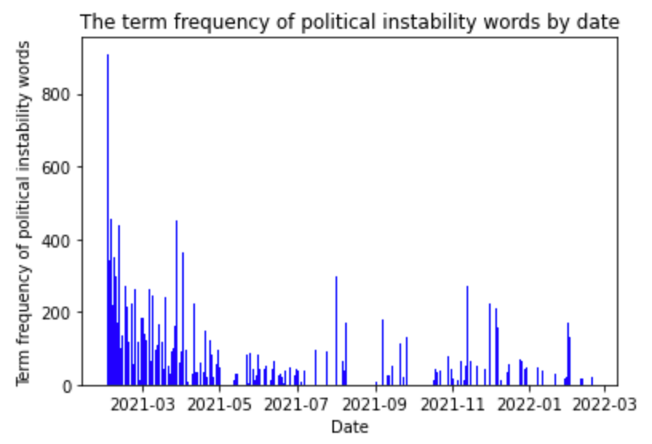 The term frequency of political instability words by date
Term frequency of political instability words
800
600
400
200
0
2021-03 2021-05 2021-07 2021-09 2021-11 2022-01 2022-03
Date